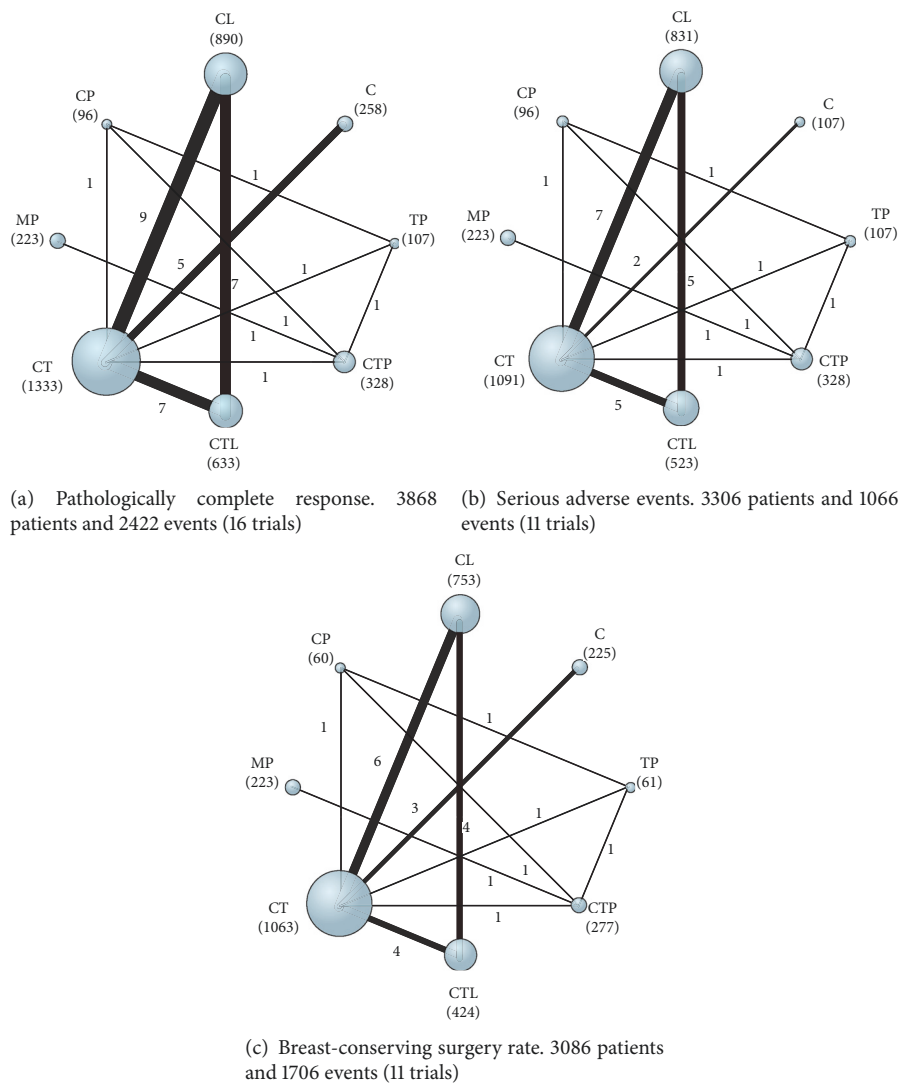 CL
(890)
CP
(96)
C
(258)
1
1
MP
(223)
9
TP
(107)
5
1
7
1
1
1
CT
(1333)
1
CTP
(328)
7
CTL
(633)
(a) Pathologically complete response. 3868
patients and 2422 events (16 trials)
CL
(831)
CP
(96)
C
(107)
1
1
MP
(223)
7
TP
(107)
2
1
5
1
1
1
CT
(1091)
1
CTP
(328)
5
CTL
(523)
(b) Serious adverse events. 3306 patients and 1066
events (11 trials)
CL
(753)
CP
(60)
C
(225)
1
1
MP
(223)
6
TP
(61)
3
1
4
1
1
1
CT
(1063)
1
CTP
(277)
4
CTL
(424)
(c) Breast-conserving surgery rate. 3086 patients
and 1706 events (11 trials)